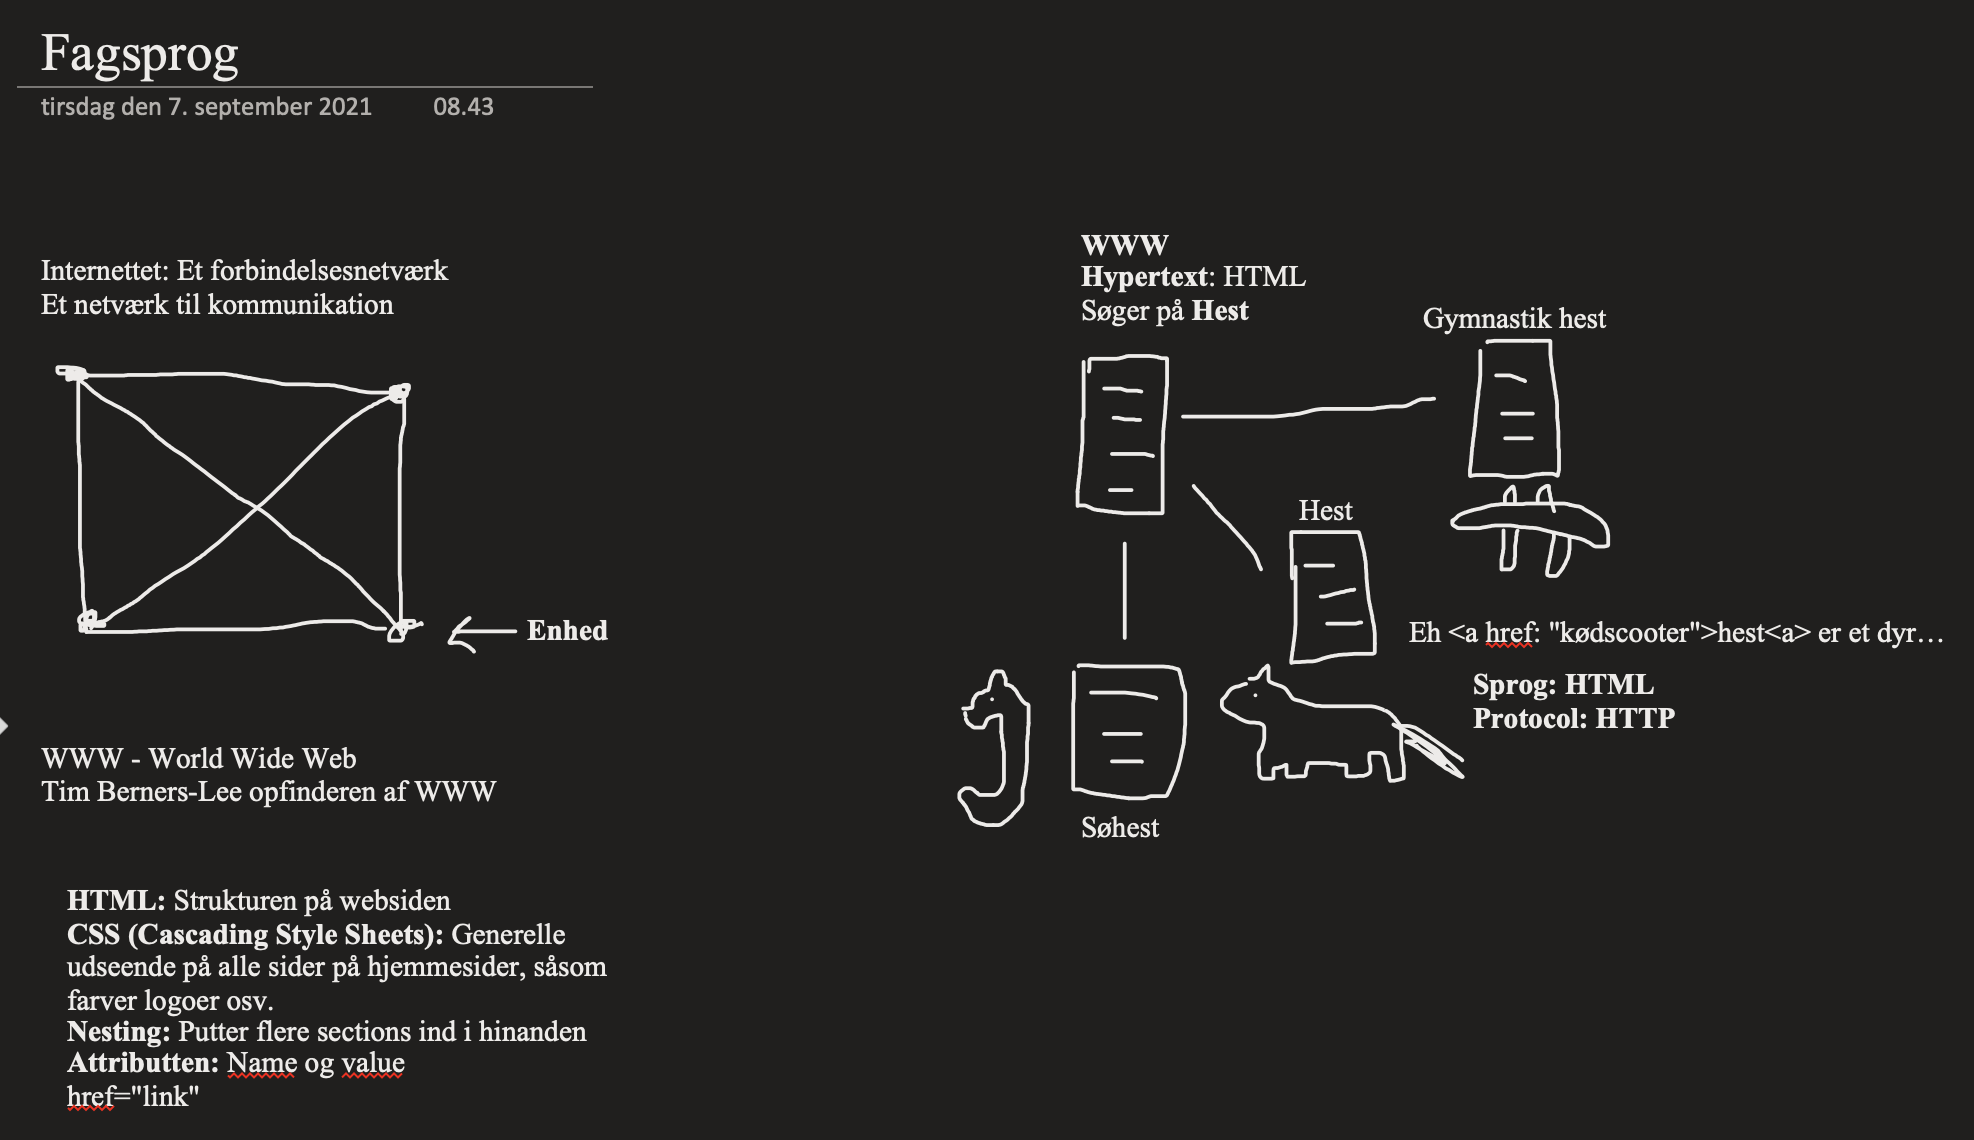 Fagsprog
tirsdag den 7. september 2021 08.43
Internettet: Et forbindelsesnetværk
Et netværk til kommunikation
Enhed
WWW - World Wide Web
Tim Berners-Lee opfinderen af WWW
HTML: Strukturen på websiden
CSS (Cascading Style Sheets): Generelle
udseende på alle sider på hjemmesider, såsom
farver logoer osv.
Nesting: Putter flere sections ind i hinanden
Attributten: Name og value
href="link"
WWW
Hypertext: HTML
Søger på Hest
Gymnastik hest
Hest
Eh <a href: "kødscooter">hest<a> er et dyr…
Sprog: HTML
Protocol: HTTP
Søhest